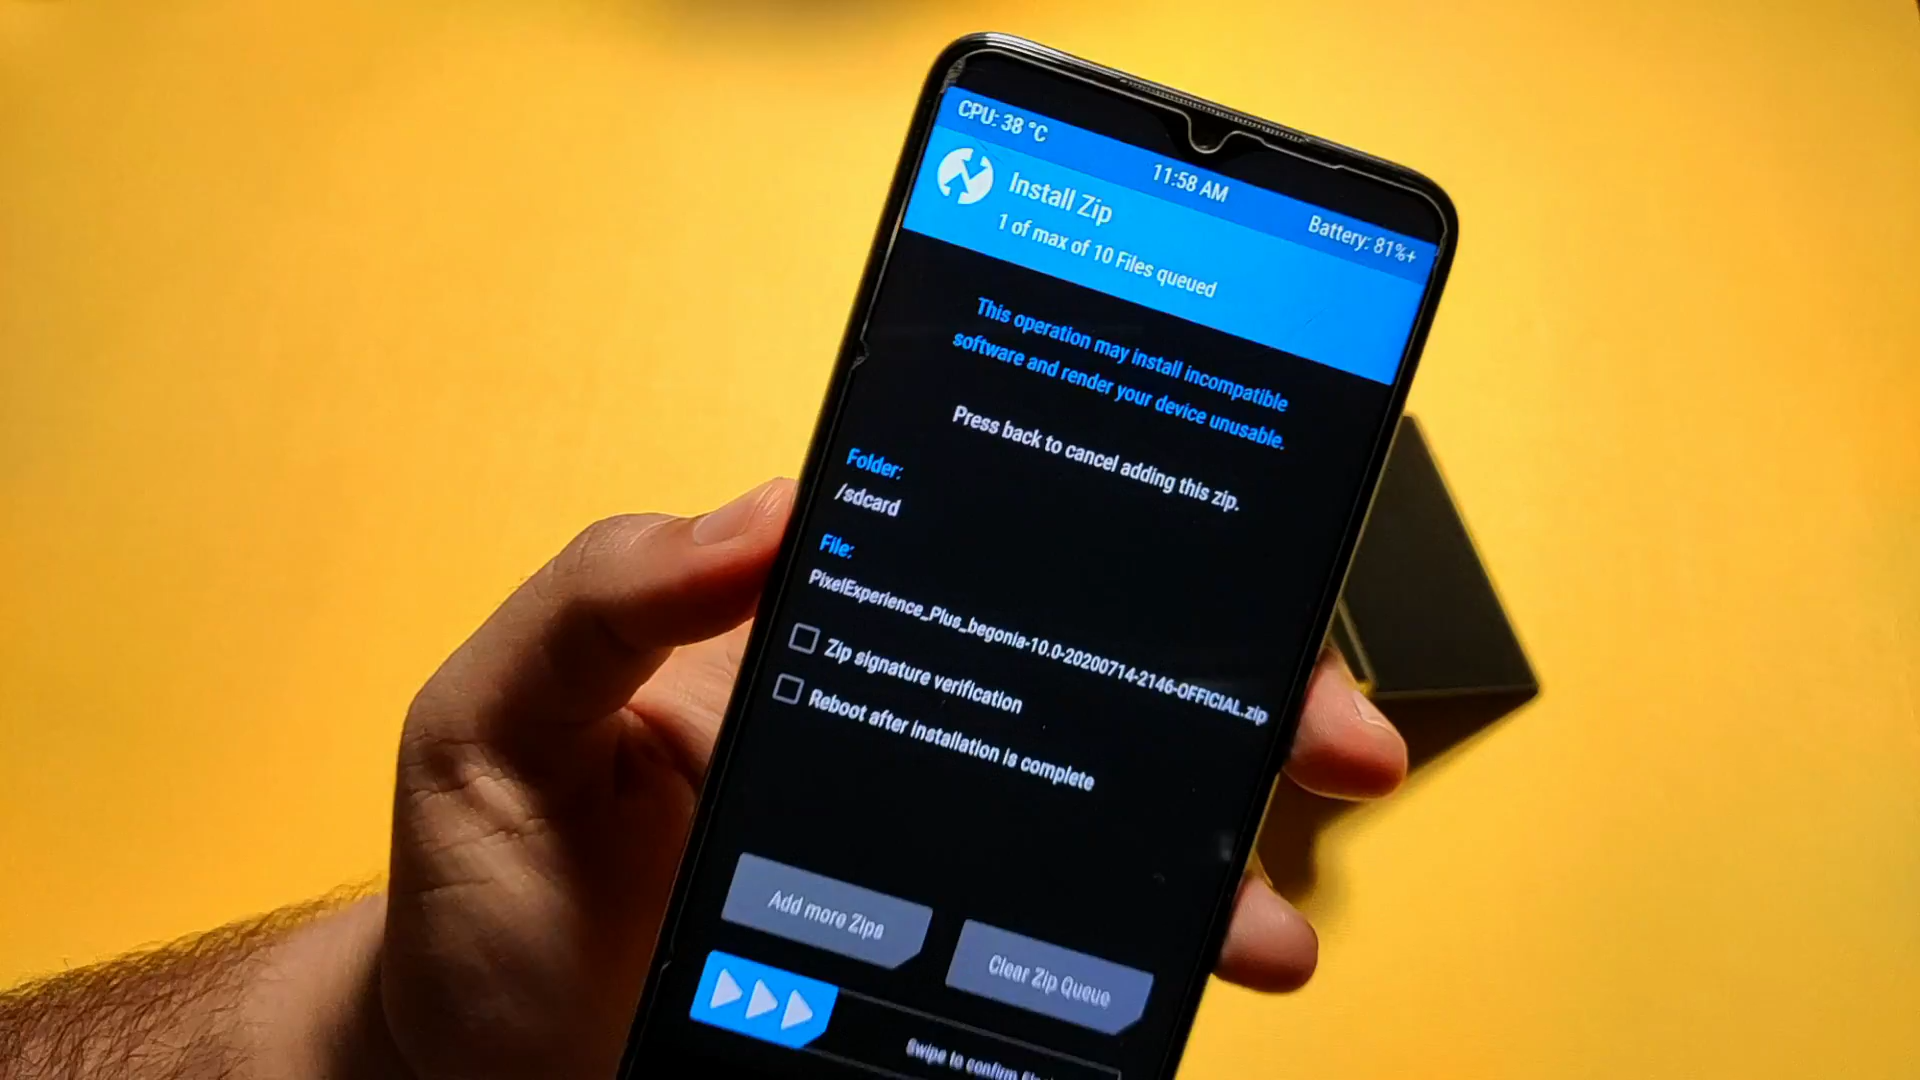 CPU: 38 °C
11:58 AM
Battery: 81%+
Install Zip
1 of max of 10 Files queued
This operation may install incompatible
software and render your device unusable.
Press back to cancel adding this zip.
Folder:
/sdcard
File:
PixelExperience_Plus_begonia-10.0-20200714-2146-OFFICIAL.zip
Zip signature verification
Reboot after installation is complete
Add more Zips
Clear Zip Queue
Swipe to confirm